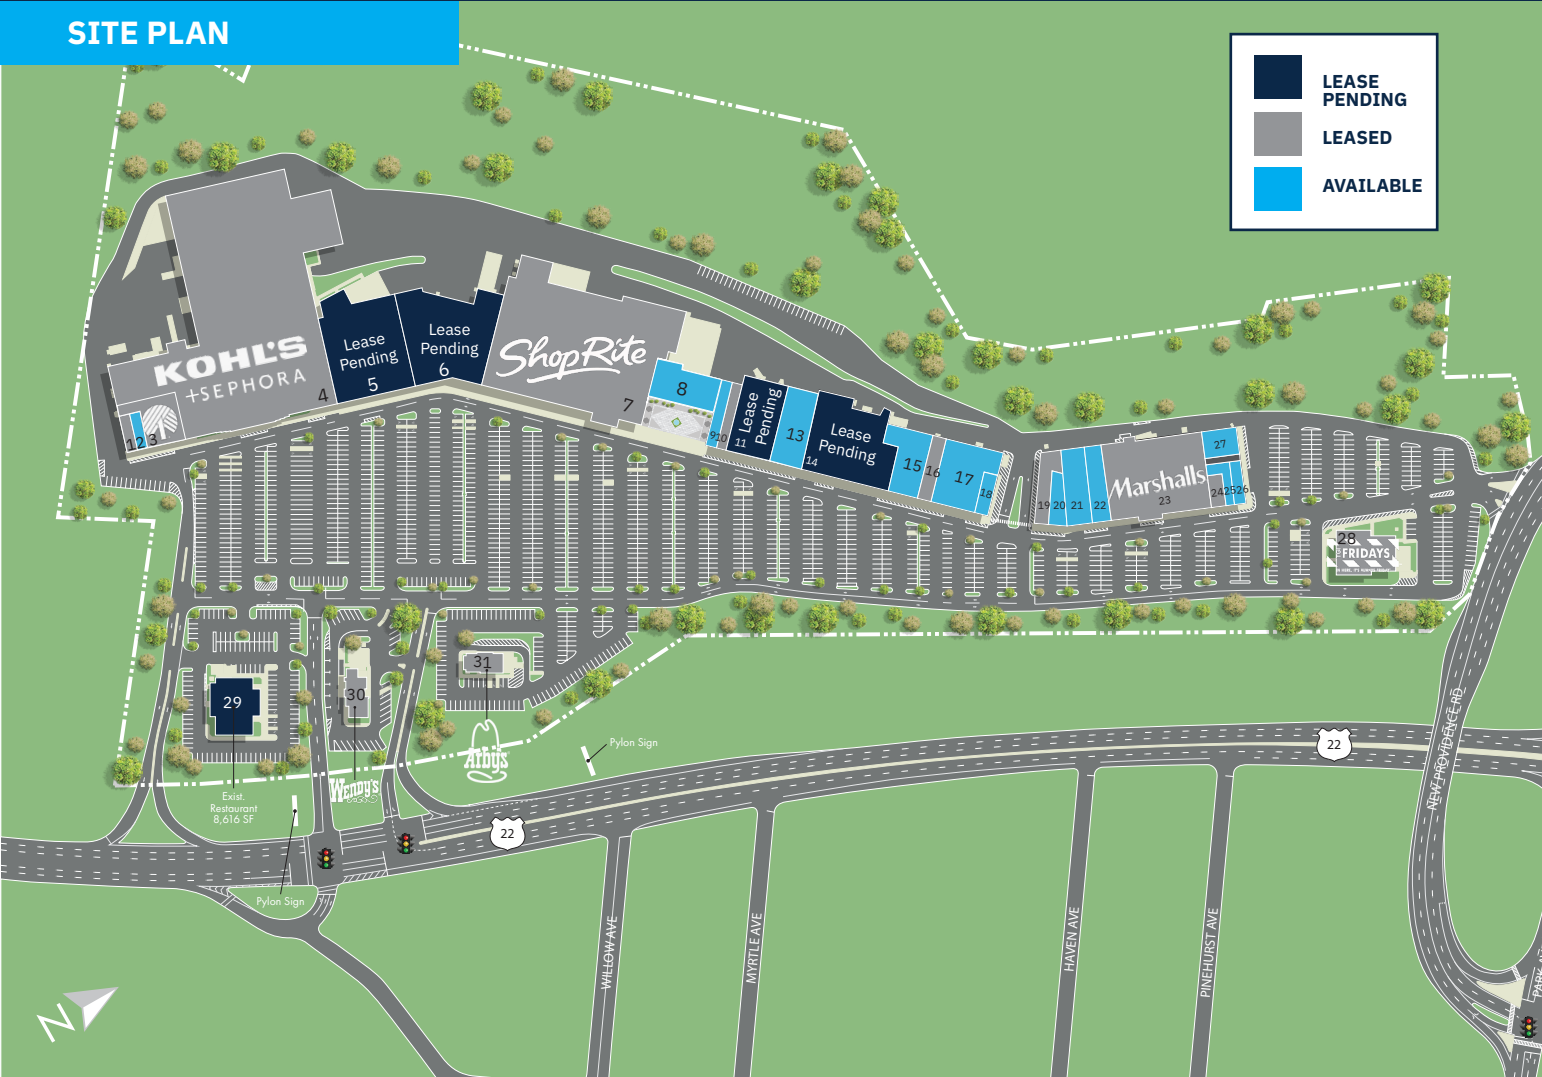 SITE PLAN
LEASE
PENDING
LEASED
AVAILABLE
KOHL'S
+SEPHORA
1 2 3
4
Lease
Pending
5
Lease
Pending
6
ShopRite
7
8
9 10
11
Lease
Pending
13
14
Lease
Pending
15
16
17
18
19
20
21
22
Marshalls
23
24 25 26
27
28
FRIDAYS
29
30
31
Arby's
Wendy's
Exist.
Restaurant
8,616 SF
Pylon Sign
Pylon Sign
22
22
NEW PROVIDENCE RD
WILLOW AVE
MYRTLE AVE
HAVEN AVE
PINEHURST AVE
N